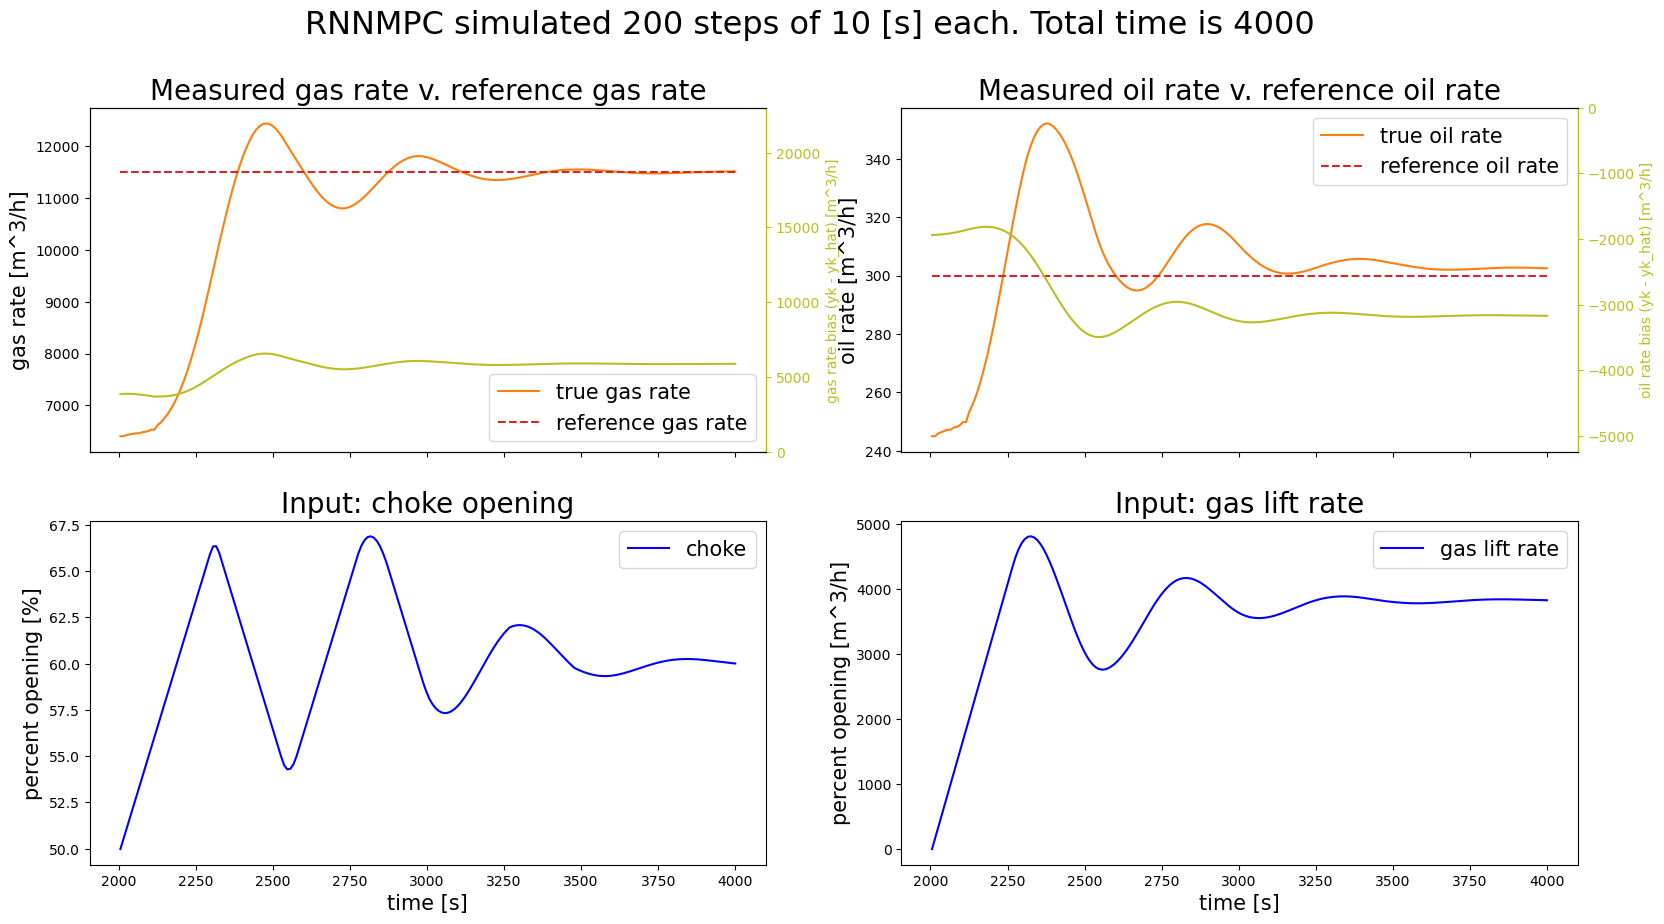 RNNMPC simulated 200 steps of 10 [s] each. Total time is 4000
Measured gas rate v. reference gas rate
gas rate [m^3/h]
12000
11000
10000
9000
8000
7000
true gas rate
reference gas rate
20000
15000
10000
5000
0
gas rate bias (yk - yk_hat) [m^3/h]
Measured oil rate v. reference oil rate
oil rate [m^3/h]
340
320
300
280
260
240
true oil rate
reference oil rate
0
−1000
−2000
−3000
−4000
−5000
oil rate bias (yk - yk_hat) [m^3/h]
Input: choke opening
percent opening [%]
67.5
65.0
62.5
60.0
57.5
55.0
52.5
50.0
choke
2000 2250 2500 2750 3000 3250 3500 3750 4000
time [s]
Input: gas lift rate
percent opening [m^3/h]
5000
4000
3000
2000
1000
0
gas lift rate
2000 2250 2500 2750 3000 3250 3500 3750 4000
time [s]